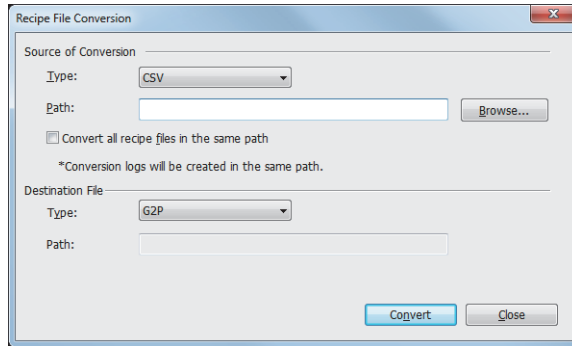 Recipe File Conversion
Source of Conversion
Type: CSV
Path: Browse...
Convert all recipe files in the same path
*Conversion logs will be created in the same path.
Destination File
Type: G2P
Path:
Convert Close